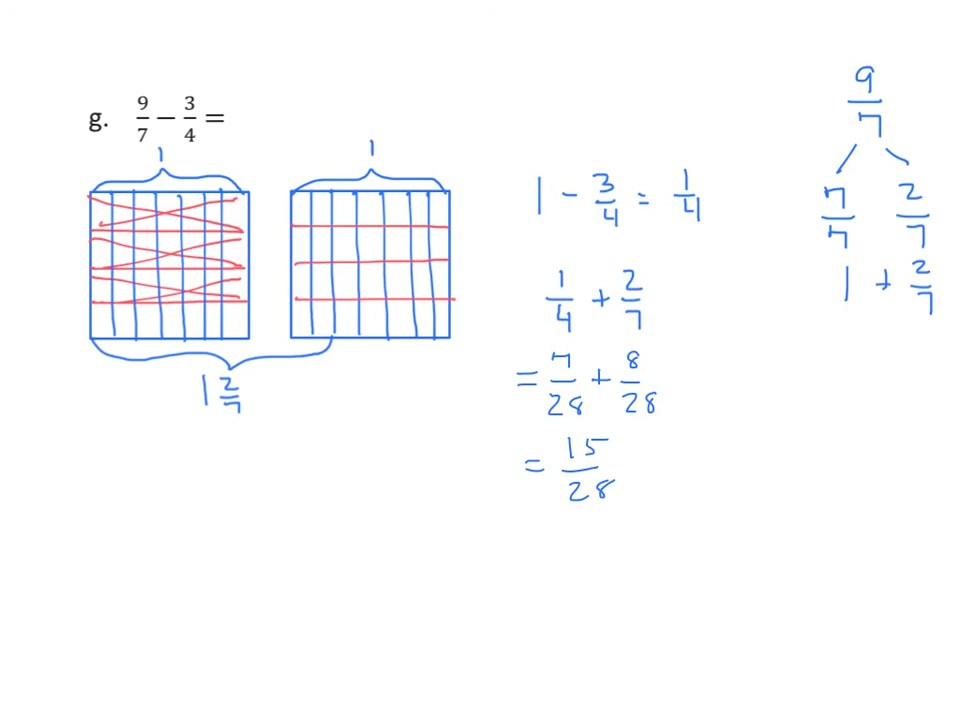 g. 9/7 − 3/4 =
1
1
1 2/7
1 - 3/4 = 1/4
1/4 + 2/7
= 7/28 + 8/28
= 15/28
9/7
7/7 2/7
1 + 2/7